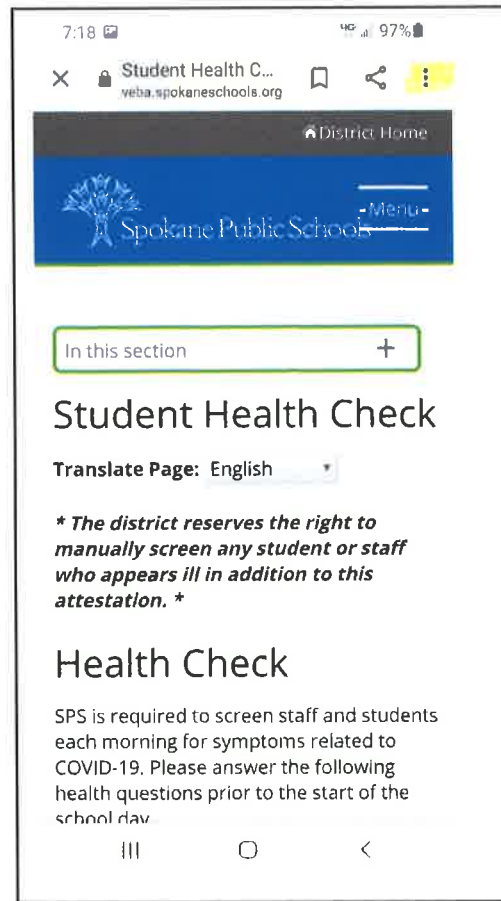 7:18 4G 97%
Student Health C...
veba.spokaneschools.org
District Home
Spokane Public Schools
-Menu-
In this section +
Student Health Check
Translate Page: English
* The district reserves the right to
manually screen any student or staff
who appears ill in addition to this
attestation. *
Health Check
SPS is required to screen staff and students
each morning for symptoms related to
COVID-19. Please answer the following
health questions prior to the start of the
school day